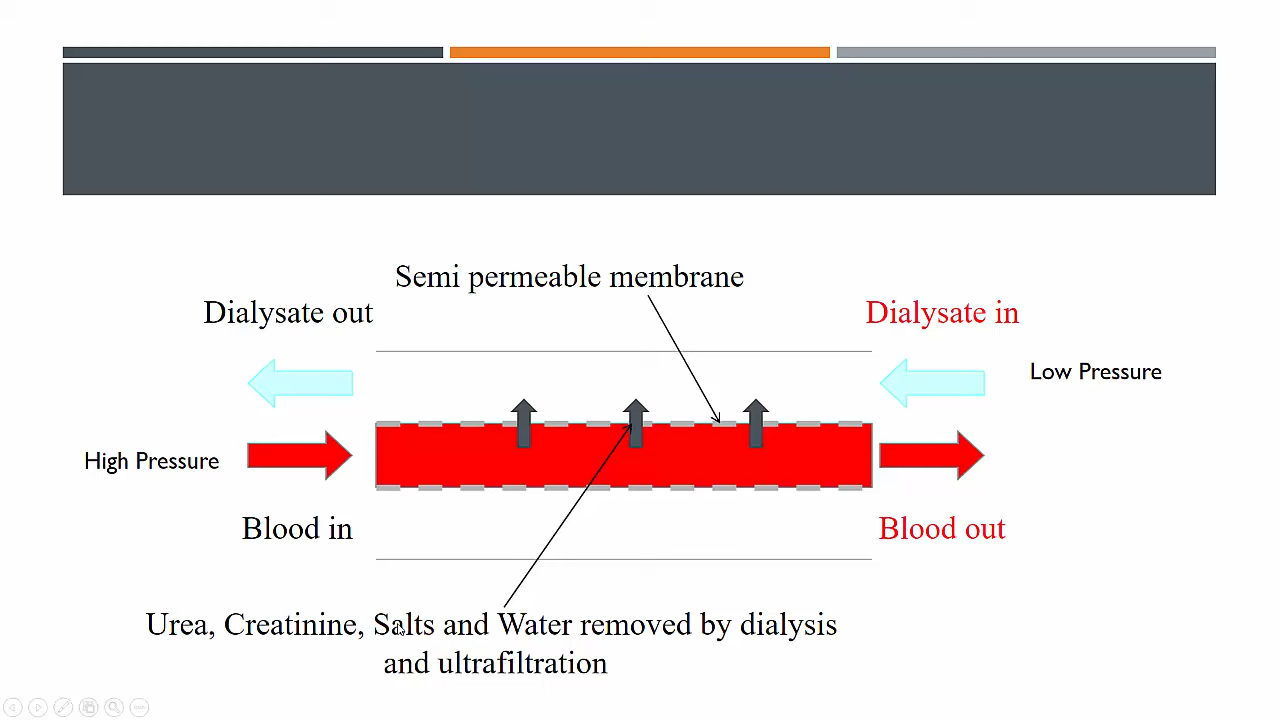 Semi permeable membrane
Dialysate out
Dialysate in
Low Pressure
High Pressure
Blood in
Blood out
Urea, Creatinine, Salts and Water removed by dialysis
and ultrafiltration